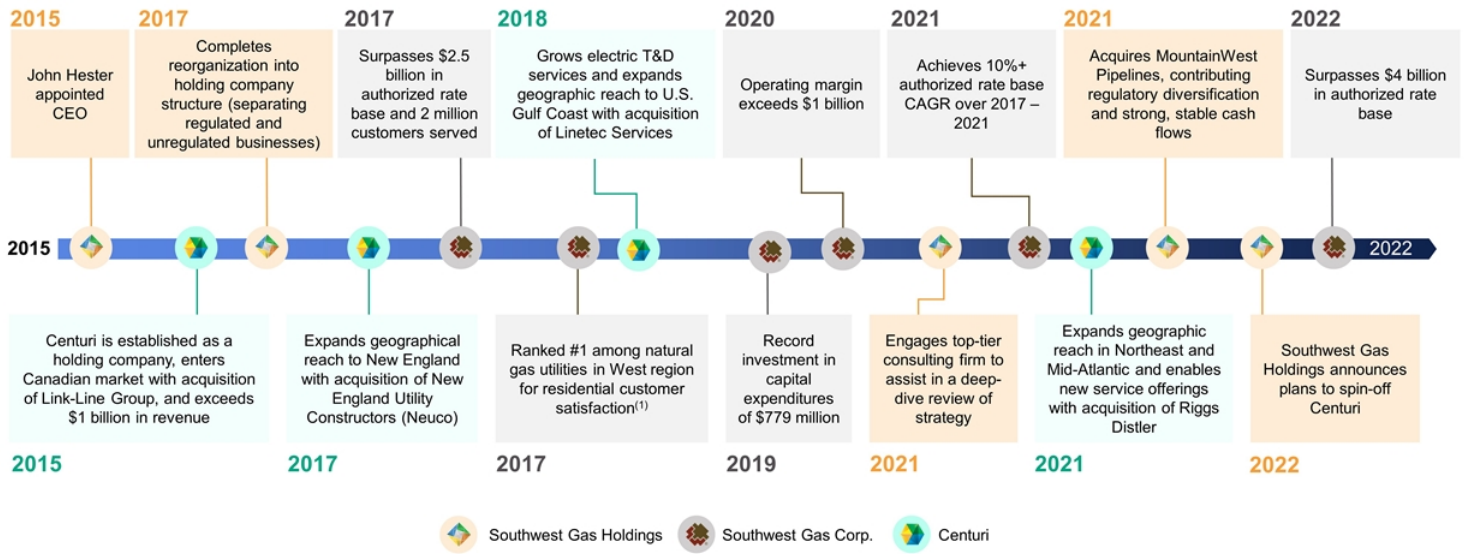 2015
John Hester
appointed
CEO
2017
Completes
reorganization into
holding company
structure (separating
regulated and
unregulated businesses)
2017
Surpasses $2.5
billion in
authorized rate
base and 2 million
customers served
2018
Grows electric T&D
services and expands
geographic reach to U.S.
Gulf Coast with acquisition
of Linetec Services
2020
Operating margin
exceeds $1 billion
2021
Achieves 10%+
authorized rate base
CAGR over 2017 –
2021
2021
Acquires MountainWest
Pipelines, contributing
regulatory diversification
and strong, stable cash
flows
2022
Surpasses $4 billion
in authorized rate
base
2015
2022
Centuri is established as a
holding company, enters
Canadian market with acquisition
of Link-Line Group, and exceeds
$1 billion in revenue
2015
Expands geographical
reach to New England
with acquisition of New
England Utility
Constructors (Neuco)
2017
Ranked #1 among natural
gas utilities in West region
for residential customer
satisfaction(1)
2017
Record
investment in
capital
expenditures
of $779 million
2019
Engages top-tier
consulting firm to
assist in a deep-
dive review of
strategy
2021
Expands geographic
reach in Northeast and
Mid-Atlantic and enables
new service offerings
with acquisition of Riggs
Distler
2021
Southwest Gas
Holdings announces
plans to spin-off
Centuri
2022
Southwest Gas Holdings
Southwest Gas Corp.
Centuri